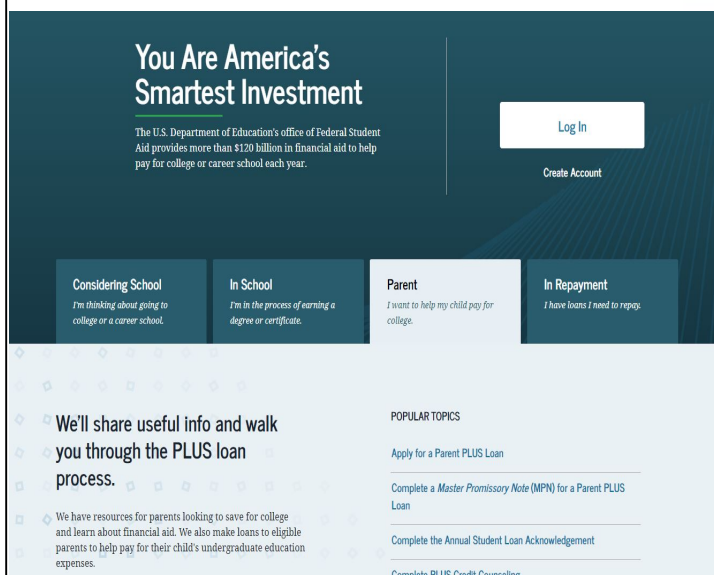 You Are America's
Smartest Investment
The U.S. Department of Education's office of Federal Student
Aid provides more than $120 billion in financial aid to help
pay for college or career school each year.
Log In
Create Account
Considering School
I'm thinking about going to
college or a career school.
In School
I'm in the process of earning a
degree or certificate.
Parent
I want to help my child pay for
college.
In Repayment
I have loans I need to repay.
We'll share useful info and walk
you through the PLUS loan
process.
We have resources for parents looking to save for college
and learn about financial aid. We also make loans to eligible
parents to help pay for their child's undergraduate education
expenses.
POPULAR TOPICS
Apply for a Parent PLUS Loan
Complete a Master Promissory Note (MPN) for a Parent PLUS
Loan
Complete the Annual Student Loan Acknowledgement
Complete PLUS Credit Counseling